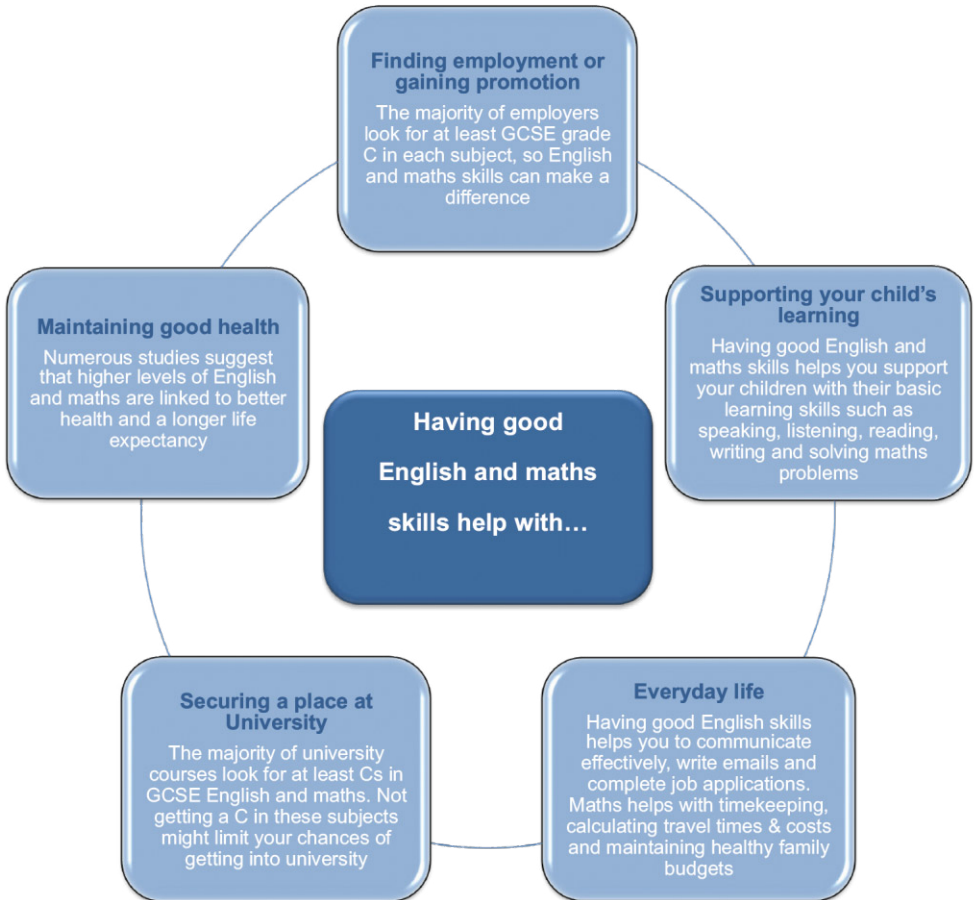 Finding employment or
gaining promotion
The majority of employers
look for at least GCSE grade
C in each subject, so English
and maths skills can make a
difference
Supporting your child's
learning
Having good English and
maths skills helps you support
your children with their basic
learning skills such as
speaking, listening, reading,
writing and solving maths
problems
Maintaining good health
Numerous studies suggest
that higher levels of English
and maths are linked to better
health and a longer life
expectancy
Having good
English and maths
skills help with…
Securing a place at
University
The majority of university
courses look for at least Cs in
GCSE English and maths. Not
getting a C in these subjects
might limit your chances of
getting into university
Everyday life
Having good English skills
helps you to communicate
effectively, write emails and
complete job applications.
Maths helps with timekeeping,
calculating travel times & costs
and maintaining healthy family
budgets